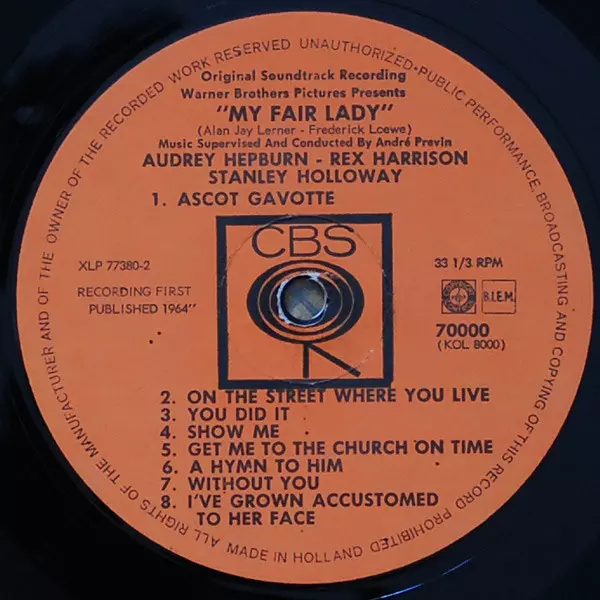 ALL RIGHTS OF THE MANUFACTURER AND OF THE OWNER OF THE RECORDED WORK RESERVED UNAUTHORIZED·PUBLIC PERFORMANCE, BROADCASTING AND COPYING OF THIS RECORD PROHIBITED
Original Soundtrack Recording
Warner Brothers Pictures Presents
"MY FAIR LADY"
(Alan Jay Lerner - Frederick Loewe)
Music Supervised And Conducted By André Previn
AUDREY HEPBURN - REX HARRISON
STANLEY HOLLOWAY
1. ASCOT GAVOTTE
CBS
XLP 77380-2
33 1/3 RPM
RECORDING FIRST
PUBLISHED 1964"
B.I.E.M.
70000
(KOL 8000)
2. ON THE STREET WHERE YOU LIVE
3. YOU DID IT
4. SHOW ME
5. GET ME TO THE CHURCH ON TIME
6. A HYMN TO HIM
7. WITHOUT YOU
8. I'VE GROWN ACCUSTOMED
TO HER FACE
MADE IN HOLLAND